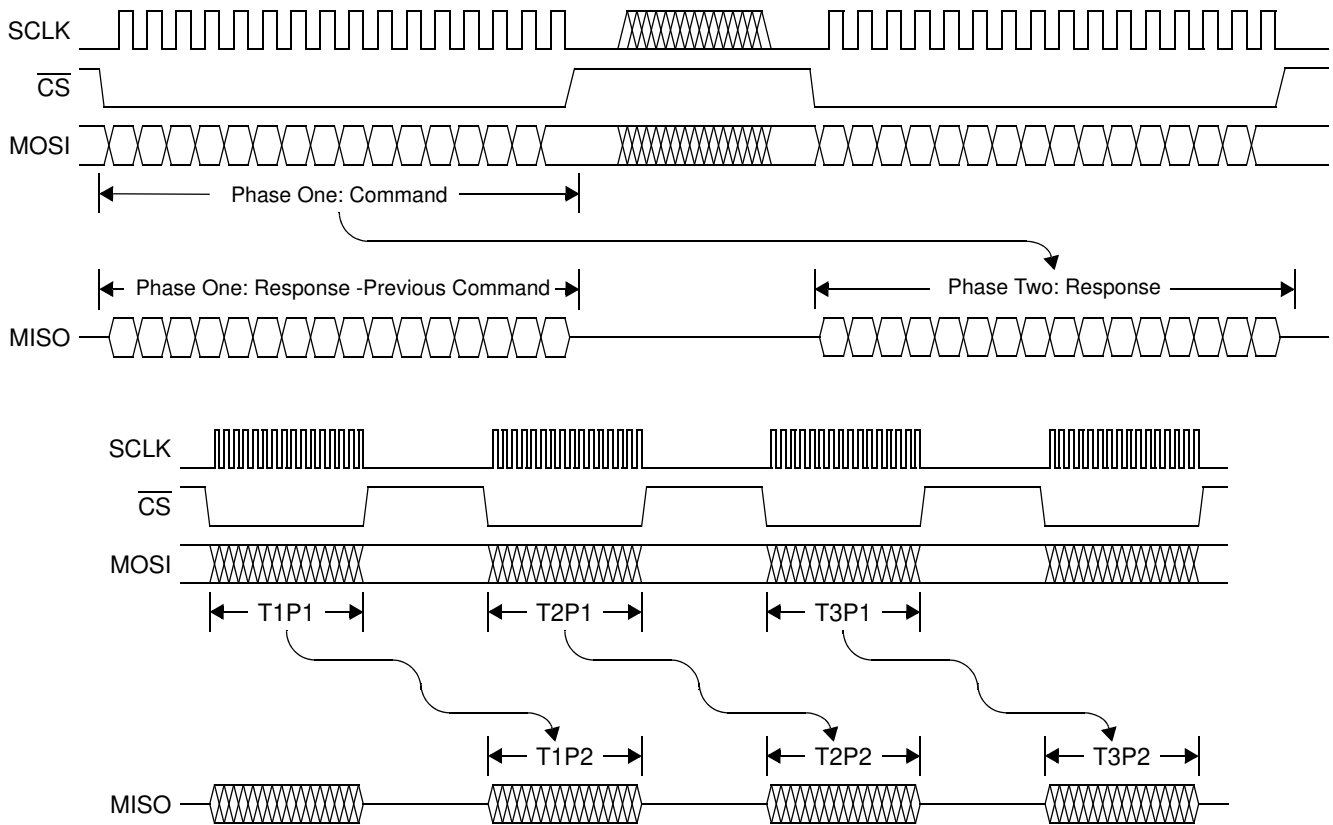 SCLK
CS
MOSI
Phase One: Command
Phase One: Response -Previous Command
Phase Two: Response
MISO
SCLK
CS
MOSI
T1P1
T2P1
T3P1
T1P2
T2P2
T3P2
MISO